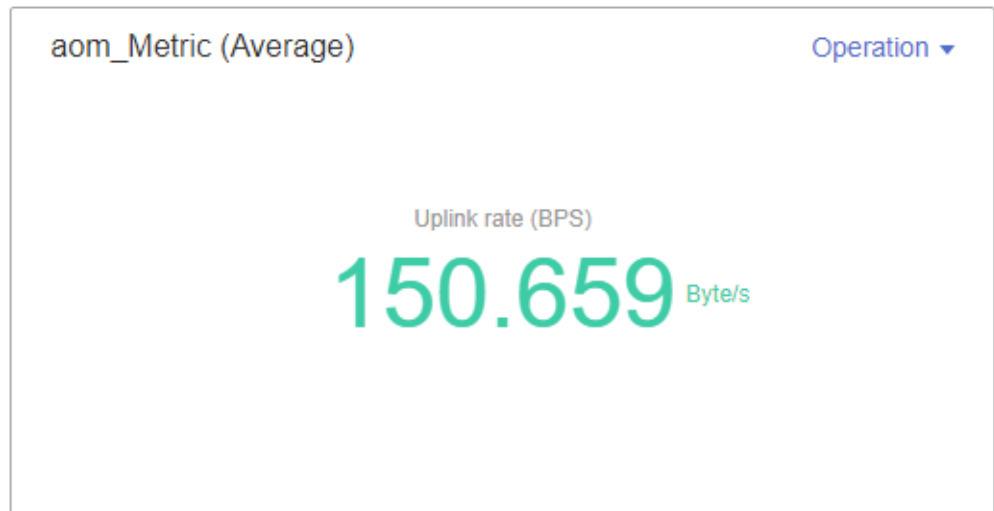 aom_Metric (Average)
Operation
Uplink rate (BPS)
150.659 Byte/s